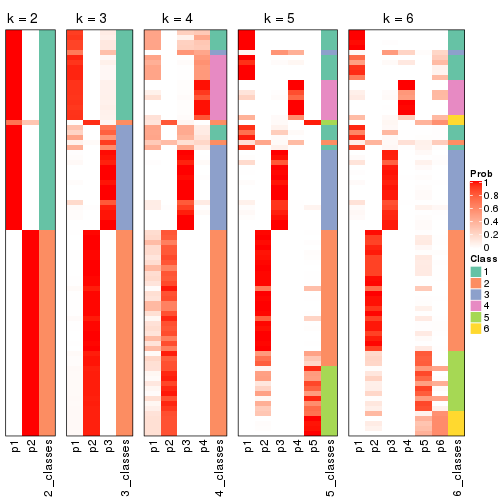 k = 2
k = 3
k = 4
k = 5
k = 6
p1
p2
2_classes
p1
p2
p3
3_classes
p1
p2
p3
p4
4_classes
p1
p2
p3
p4
p5
5_classes
p1
p2
p3
p4
p5
p6
6_classes
Prob
1
0.8
0.6
0.4
0.2
0
Class
1
2
3
4
5
6